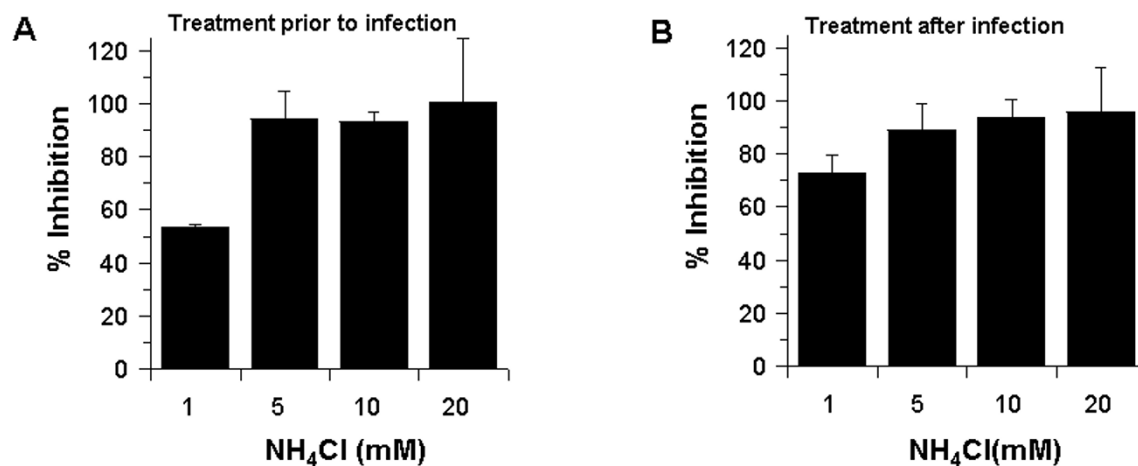 A
Treatment prior to infection
% Inhibition
120
100
80
60
40
20
0
1 5 10 20
NH₄Cl (mM)
B
Treatment after infection
% Inhibition
120
100
80
60
40
20
0
1 5 10 20
NH₄Cl(mM)